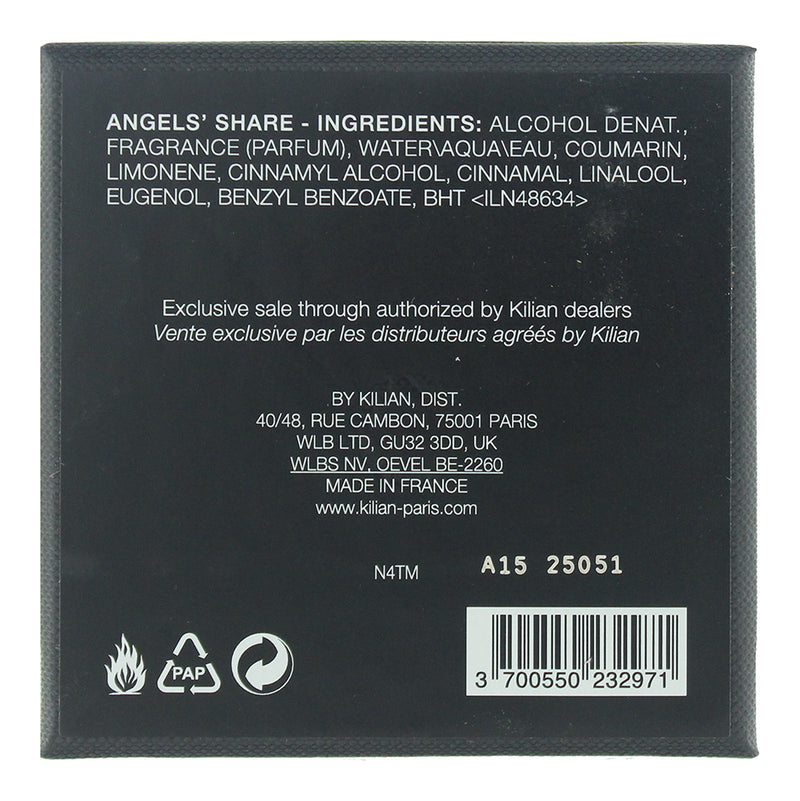 ANGELS' SHARE - INGREDIENTS: ALCOHOL DENAT.,
FRAGRANCE (PARFUM), WATER\AQUA\EAU, COUMARIN,
LIMONENE, CINNAMYL ALCOHOL, CINNAMAL, LINALOOL,
EUGENOL, BENZYL BENZOATE, BHT <ILN48634>
Exclusive sale through authorized by Kilian dealers
Vente exclusive par les distributeurs agréés by Kilian
BY KILIAN, DIST.
40/48, RUE CAMBON, 75001 PARIS
WLB LTD, GU32 3DD, UK
WLBS NV, OEVEL BE-2260
MADE IN FRANCE
www.kilian-paris.com
N4TM
A15 25051
PAP
3 700550 232971